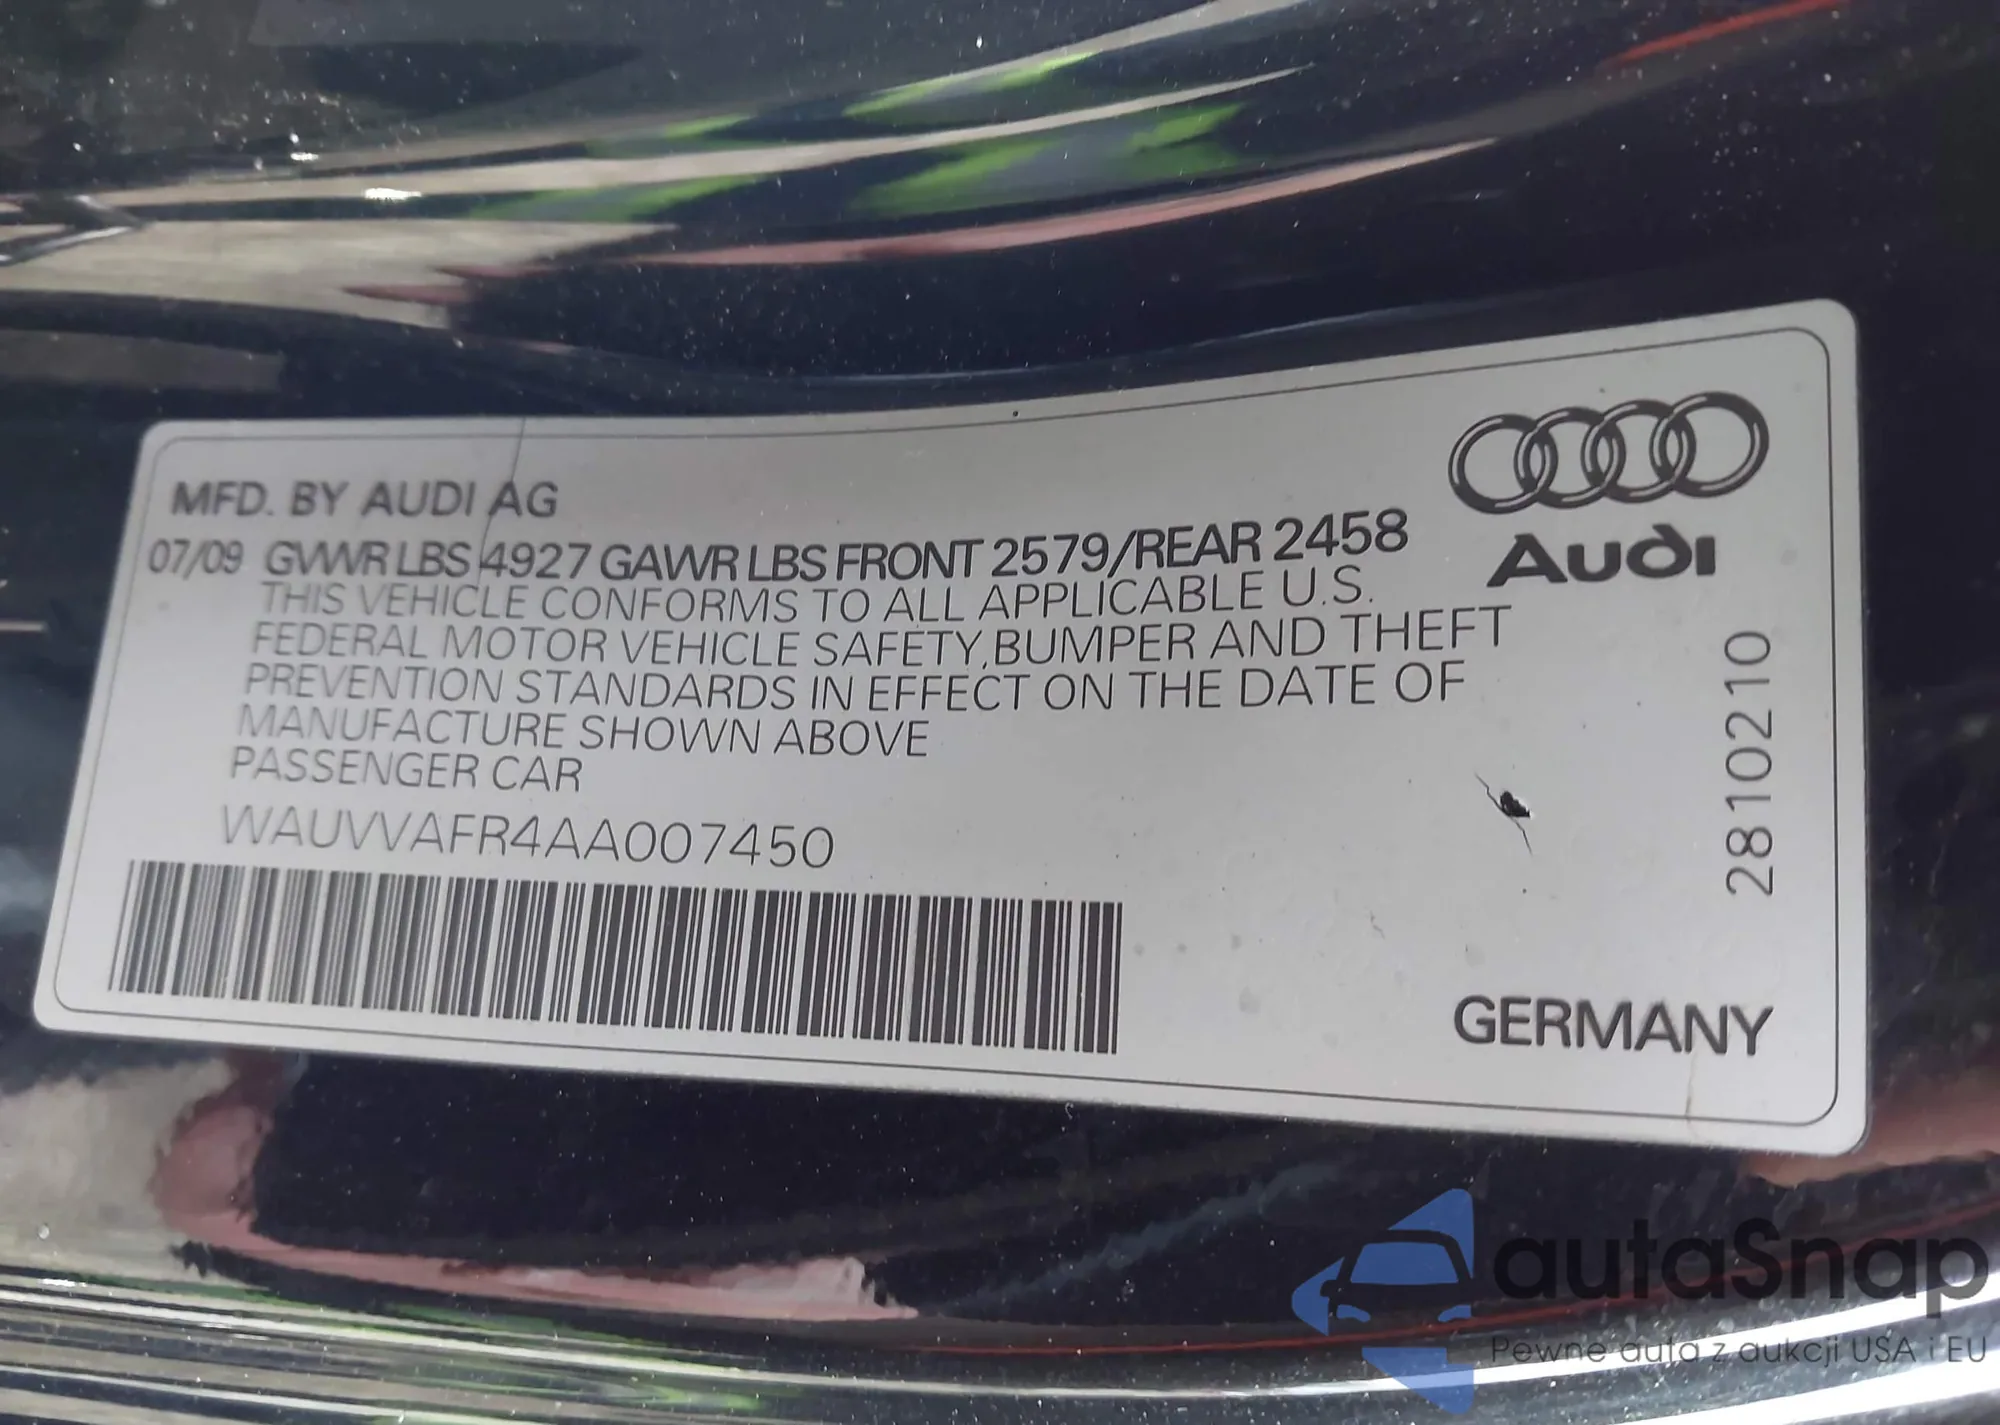 MFD. BY AUDI AG
07/09 GVWR LBS 4927 GAWR LBS FRONT 2579/REAR 2458
THIS VEHICLE CONFORMS TO ALL APPLICABLE U.S.
FEDERAL MOTOR VEHICLE SAFETY,BUMPER AND THEFT
PREVENTION STANDARDS IN EFFECT ON THE DATE OF
MANUFACTURE SHOWN ABOVE
PASSENGER CAR
WAUVVAFR4AA007450
Audi
2810210
GERMANY
autaSnap
Pewne auta z aukcji USA i EU